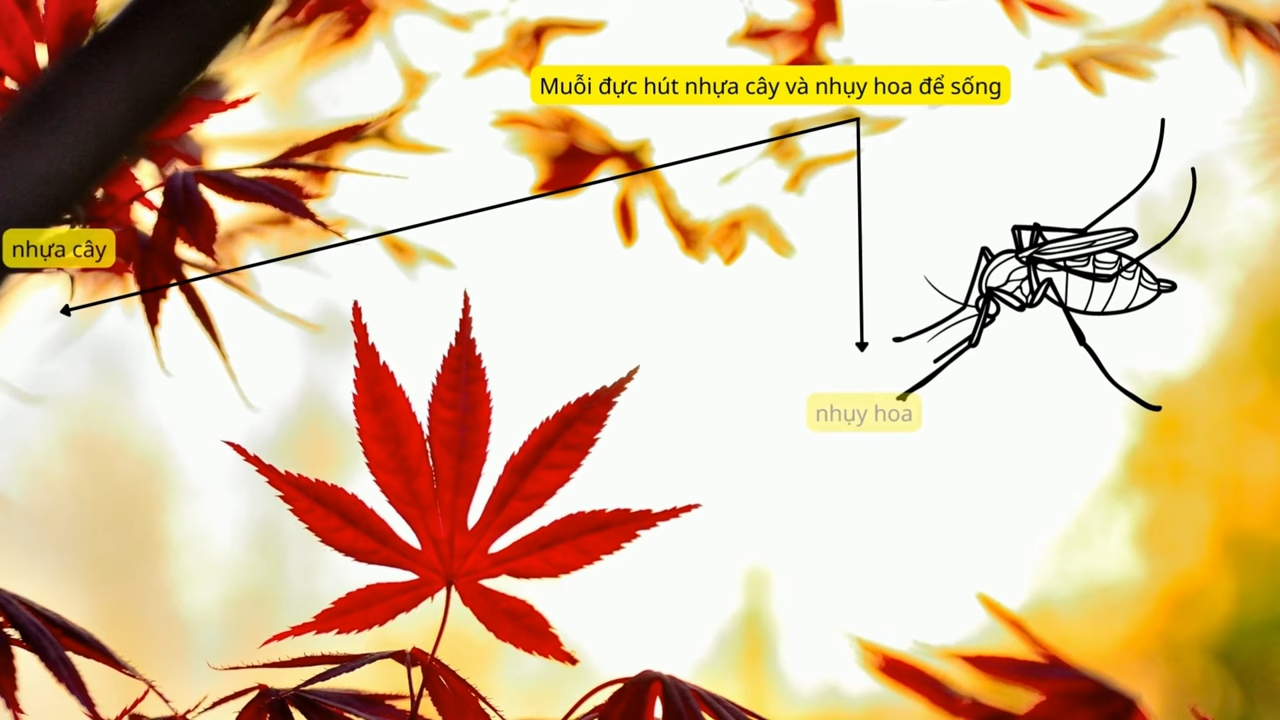 Muỗi đực hút nhựa cây và nhụy hoa để sống
nhựa cây
nhụy hoa